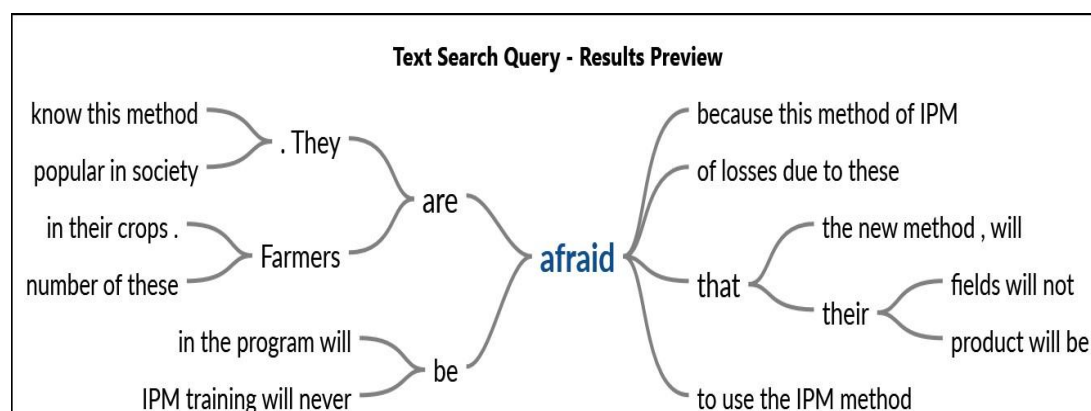 Text Search Query - Results Preview
know this method
popular in society
. They
in their crops .
number of these
Farmers
are
in the program will
IPM training will never
be
afraid
because this method of IPM
of losses due to these
that
the new method , will
their
fields will not
product will be
to use the IPM method